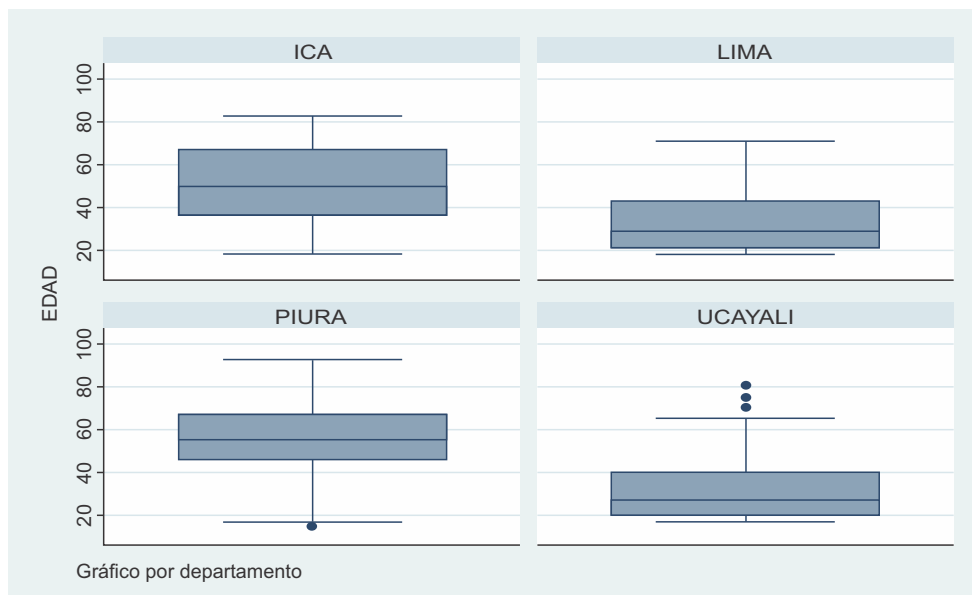 ICA
LIMA
100
80
60
40
20
EDAD
PIURA
UCAYALI
100
80
60
40
20
Gráfico por departamento